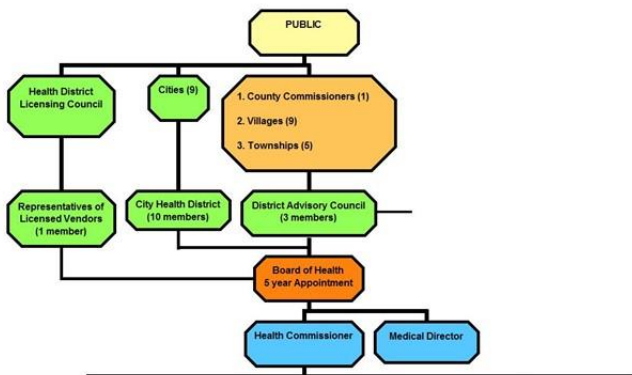 PUBLIC
Health District
Licensing Council
Cities (9)
1. County Commissioners (1)
2. Villages (9)
3. Townships (5)
Representatives of
Licensed Vendors
(1 member)
City Health District
(10 members)
District Advisory Council
(3 members)
Board of Health
5 year Appointment
Health Commissioner
Medical Director